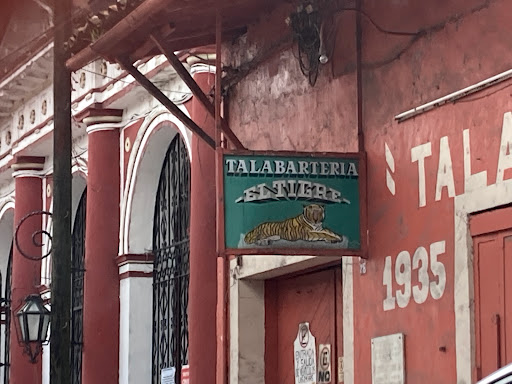 TALABARTERIA
EL TIGRE
TALA
1935
E
NO